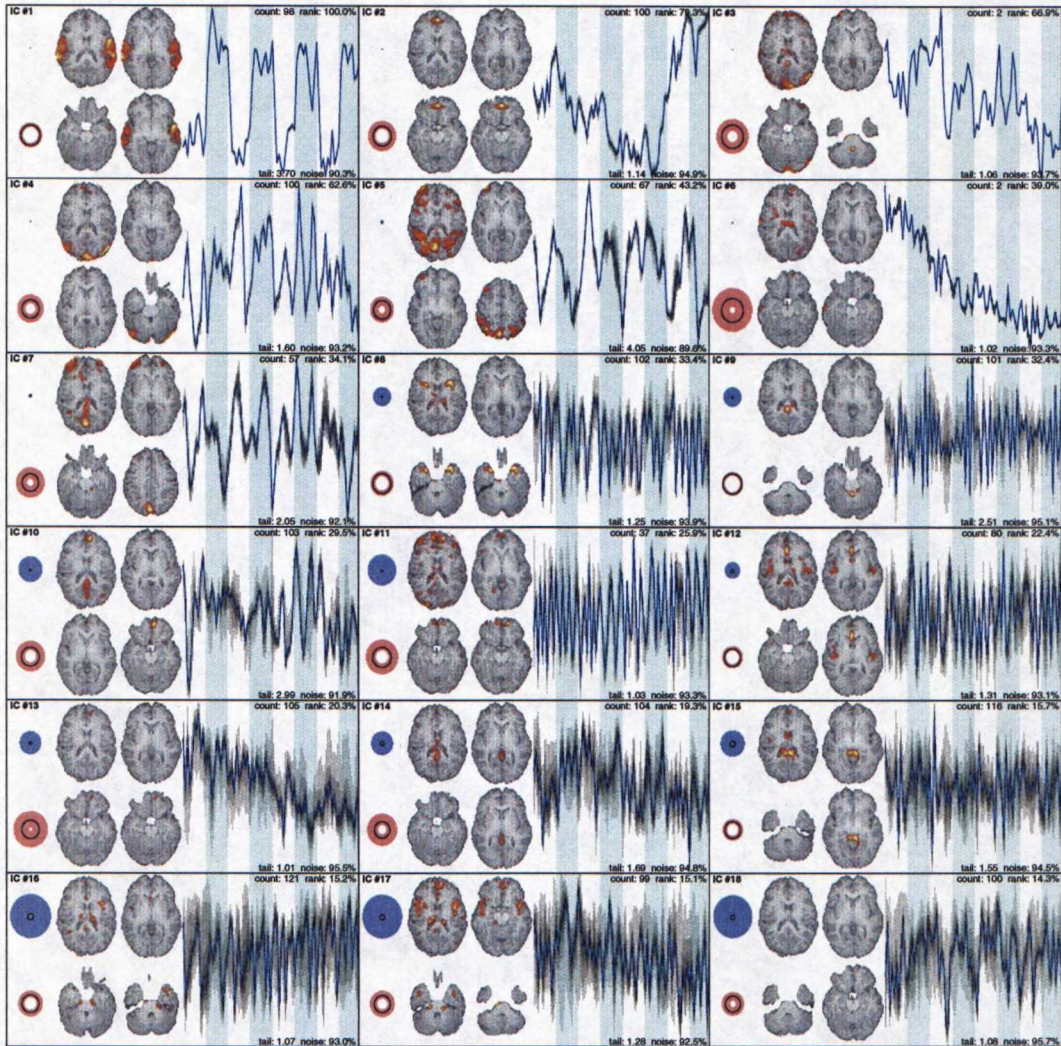 IC #1 count: 98 rank: 100.0%
tail: 3.70 noise: 90.3%
IC #2 count: 100 rank: 79.3%
tail: 1.14 noise: 94.9%
IC #3 count: 2 rank: 66.9%
tail: 1.06 noise: 93.7%
IC #4 count: 100 rank: 62.6%
tail: 1.60 noise: 93.2%
IC #5 count: 67 rank: 43.2%
tail: 4.05 noise: 89.6%
IC #6 count: 2 rank: 39.0%
tail: 1.02 noise: 93.3%
IC #7 count: 57 rank: 34.1%
tail: 2.05 noise: 92.1%
IC #8 count: 102 rank: 33.4%
tail: 1.25 noise: 93.9%
IC #9 count: 101 rank: 32.4%
tail: 2.51 noise: 95.1%
IC #10 count: 103 rank: 29.5%
tail: 2.99 noise: 91.9%
IC #11 count: 37 rank: 25.9%
tail: 1.03 noise: 93.3%
IC #12 count: 80 rank: 22.4%
tail: 1.31 noise: 93.1%
IC #13 count: 105 rank: 20.3%
tail: 1.01 noise: 95.5%
IC #14 count: 104 rank: 19.3%
tail: 1.69 noise: 94.8%
IC #15 count: 116 rank: 15.7%
tail: 1.55 noise: 94.5%
IC #16 count: 121 rank: 15.2%
tail: 1.07 noise: 93.0%
IC #17 count: 99 rank: 15.1%
tail: 1.28 noise: 92.5%
IC #18 count: 100 rank: 14.3%
tail: 1.08 noise: 95.7%